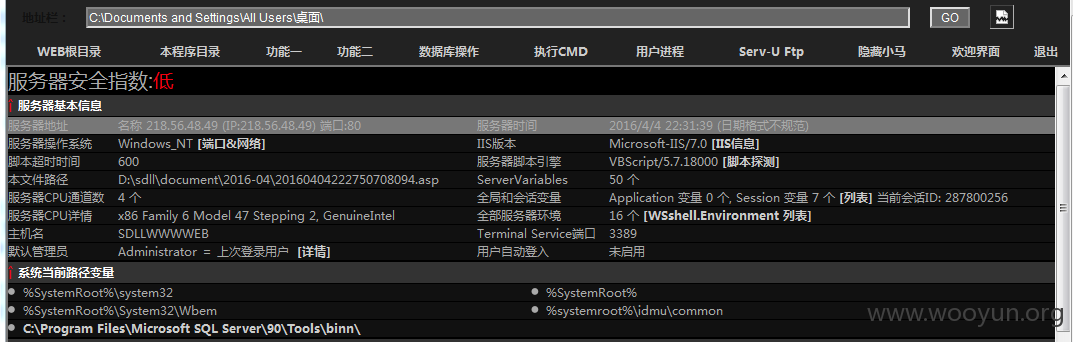 地址栏： C:\Documents and Settings\All Users\桌面\ GO
WEB根目录 本程序目录 功能一 功能二 数据库操作 执行CMD 用户进程 Serv-U Ftp 隐藏小马 欢迎界面 退出
服务器安全指数:低
服务器基本信息
服务器地址 名称 218.56.48.49 (IP:218.56.48.49) 端口:80 服务器时间 2016/4/4 22:31:39 (日期格式不规范)
服务器操作系统 Windows_NT [端口&网络] IIS版本 Microsoft-IIS/7.0 [IIS信息]
脚本超时时间 600 服务器脚本引擎 VBScript/5.7.18000 [脚本探测]
本文件路径 D:\sdll\document\2016-04\20160404222750708094.asp ServerVariables 50 个
服务器CPU通道数 4 个 全局和会话变量 Application 变量 0 个, Session 变量 7 个 [列表] 当前会话ID: 287800256
服务器CPU详情 x86 Family 6 Model 47 Stepping 2, GenuineIntel 全部服务器环境 16 个 [WSshell.Environment 列表]
主机名 SDLLWWWWEB Terminal Service端口 3389
默认管理员 Administrator = 上次登录用户 [详情] 用户自动登入 未启用
系统当前路径变量
%SystemRoot%\system32 %SystemRoot%
%SystemRoot%\System32\Wbem %systemroot%\idmu\common
C:\Program Files\Microsoft SQL Server\90\Tools\binn\
www.wooyun.org